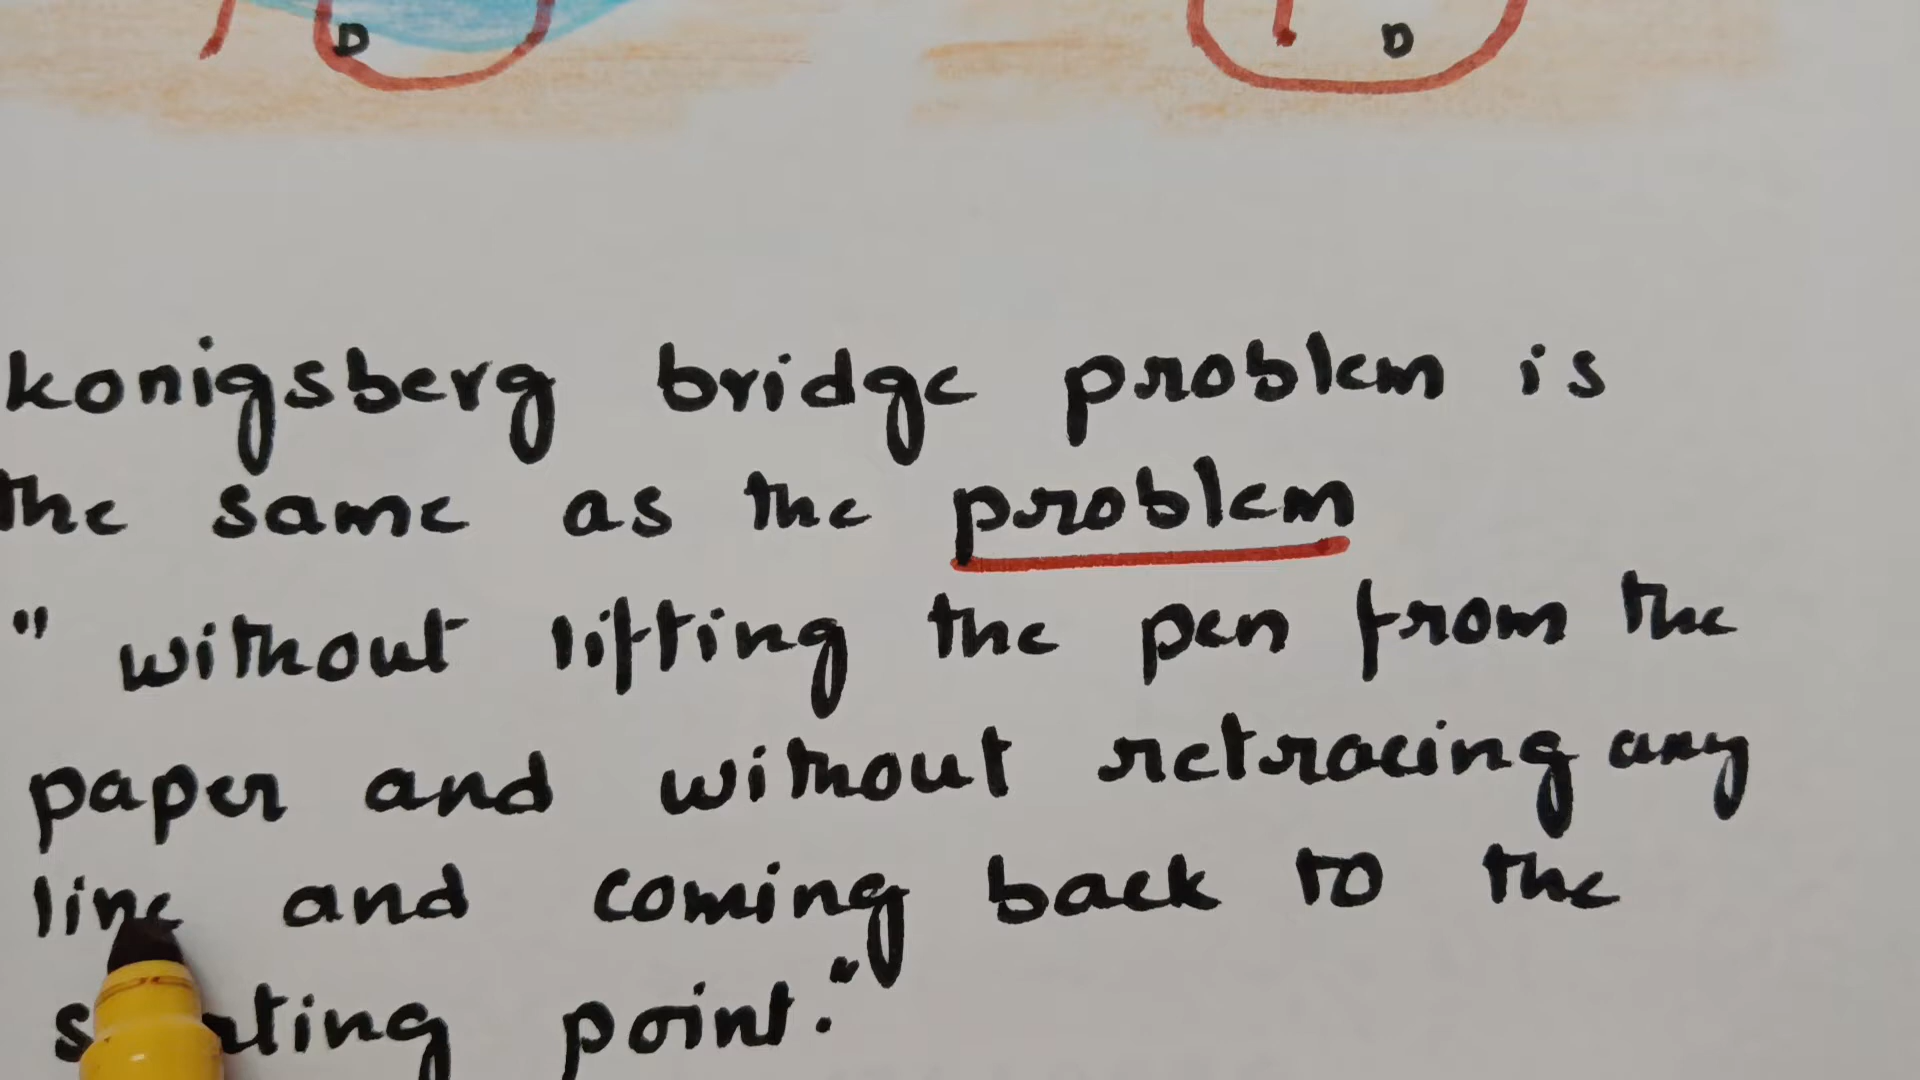 D D
konigsberg bridge problem is
the same as the problem
" without lifting the pen from the
paper and without retracing any
line and coming back to the
starting point."